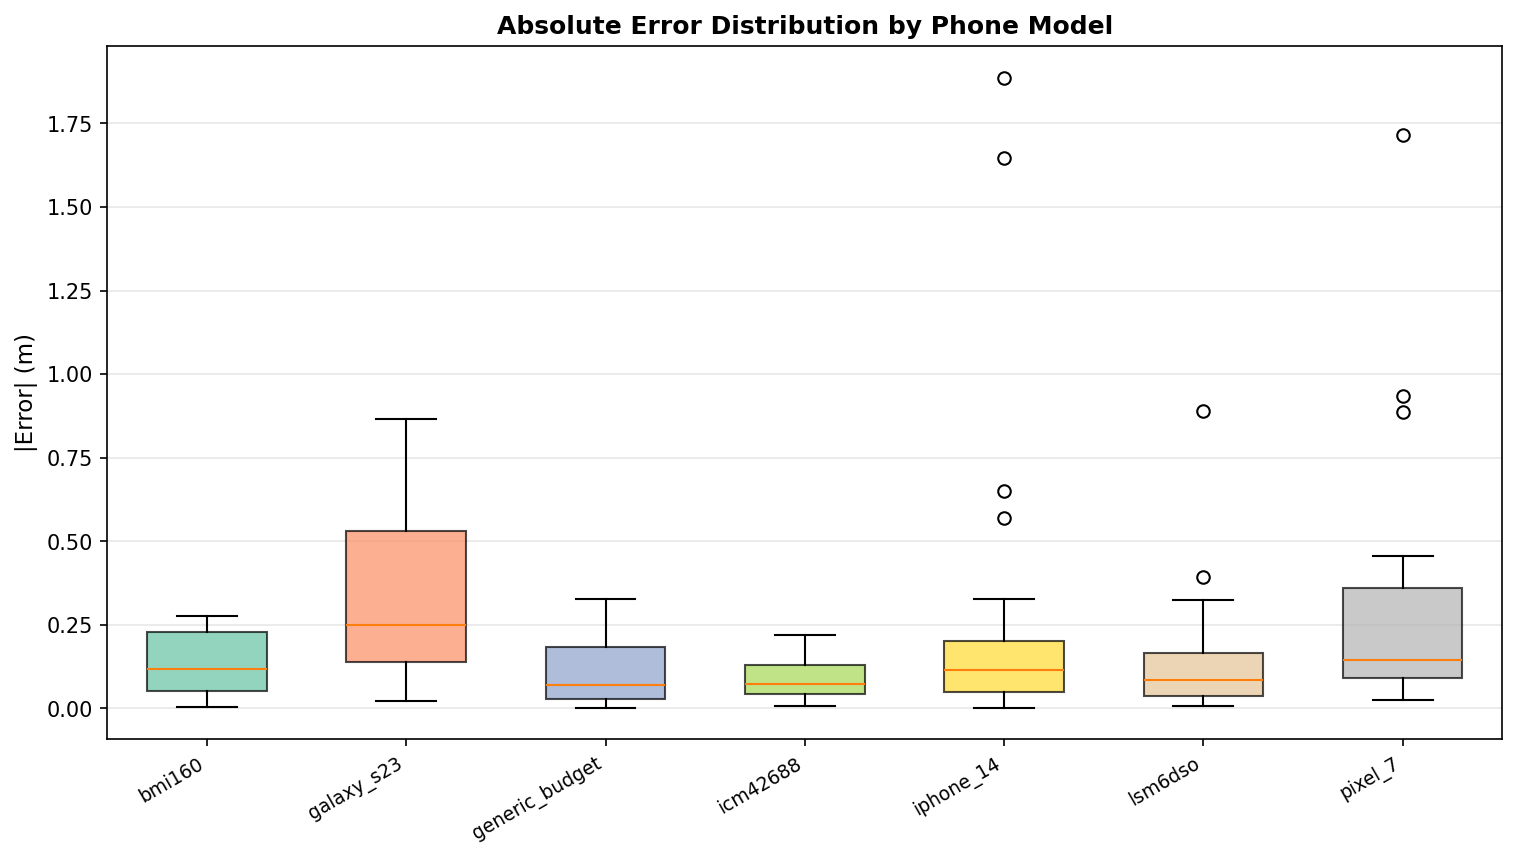 Absolute Error Distribution by Phone Model
|Error| (m)
1.75
1.50
1.25
1.00
0.75
0.50
0.25
0.00
bmi160
galaxy_s23
generic_budget
icm42688
iphone_14
lsm6dso
pixel_7